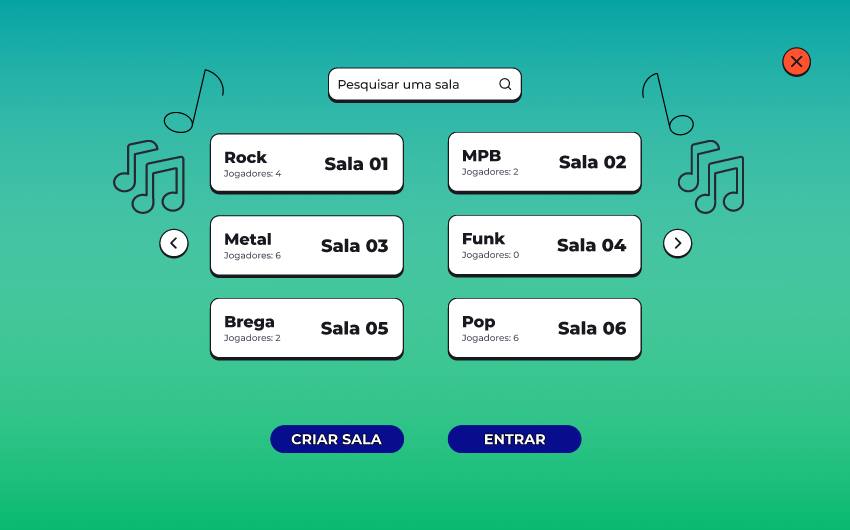 Pesquisar uma sala
Rock
Jogadores: 4
Sala 01
MPB
Jogadores: 2
Sala 02
Metal
Jogadores: 6
Sala 03
Funk
Jogadores: 0
Sala 04
Brega
Jogadores: 2
Sala 05
Pop
Jogadores: 6
Sala 06
CRIAR SALA
ENTRAR